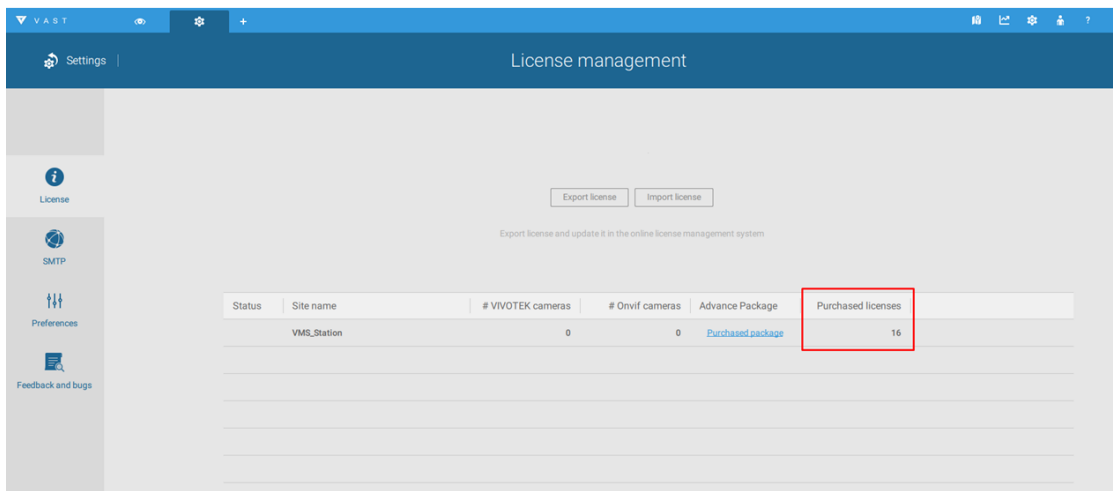 VAST
+
?
Settings
License management
License
SMTP
Preferences
Feedback and bugs
Export license Import license
Export license and update it in the online license management system
Status Site name # VIVOTEK cameras # Onvif cameras Advance Package Purchased licenses
VMS_Station 0 0 Purchased package 16